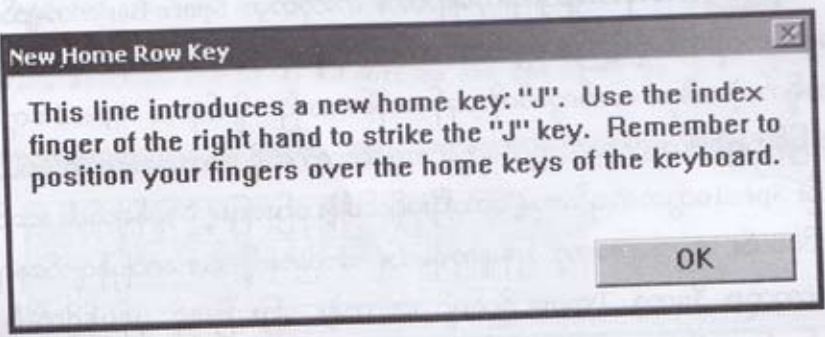 New Home Row Key
This line introduces a new home key: "J". Use the index
finger of the right hand to strike the "J" key. Remember to
position your fingers over the home keys of the keyboard.
OK